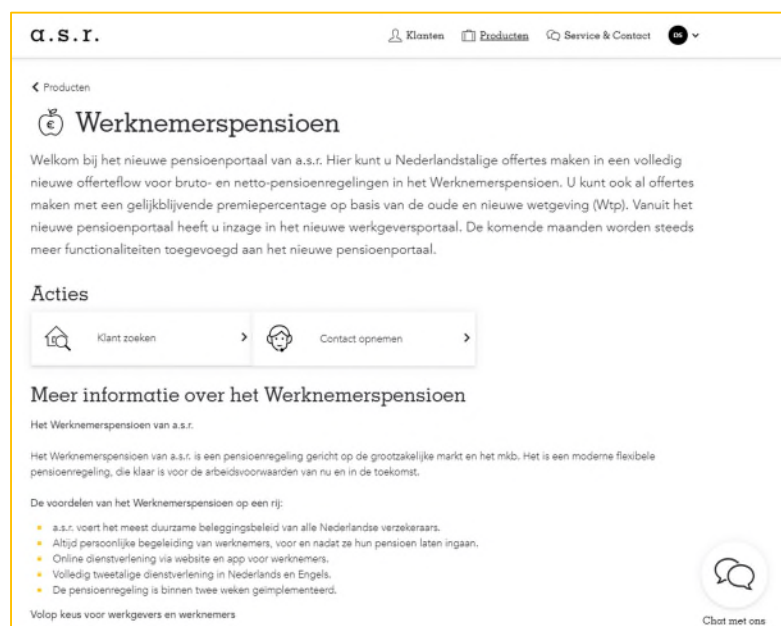 a.s.r.
Klanten
Producten
Service & Contact
DS
Producten
Werknemerspensioen
Welkom bij het nieuwe pensioenportaal van a.s.r. Hier kunt u Nederlandstalige offertes maken in een volledig
nieuwe offerteflow voor bruto- en netto-pensioenregelingen in het Werknemerspensioen. U kunt ook al offertes
maken met een gelijkblijvende premiepercentage op basis van de oude en nieuwe wetgeving (Wtp). Vanuit het
nieuwe pensioenportaal heeft u inzage in het nieuwe werkgeversportaal. De komende maanden worden steeds
meer functionaliteiten toegevoegd aan het nieuwe pensioenportaal.
Acties
Klant zoeken
Contact opnemen
Meer informatie over het Werknemerspensioen
Het Werknemerspensioen van a.s.r.
Het Werknemerspensioen van a.s.r. is een pensioenregeling gericht op de grootzakelijke markt en het mkb. Het is een moderne flexibele
pensioenregeling, die klaar is voor de arbeidsvoorwaarden van nu en in de toekomst.
De voordelen van het Werknemerspensioen op een rij:
a.s.r. voert het meest duurzame beleggingsbeleid van alle Nederlandse verzekeraars.
Altijd persoonlijke begeleiding van werknemers, voor en nadat ze hun pensioen laten ingaan.
Online dienstverlening via website en app voor werknemers.
Volledig tweetalige dienstverlening in Nederlands en Engels.
De pensioenregeling is binnen twee weken geïmplementeerd.
Volop keus voor werkgevers en werknemers
Chat met ons